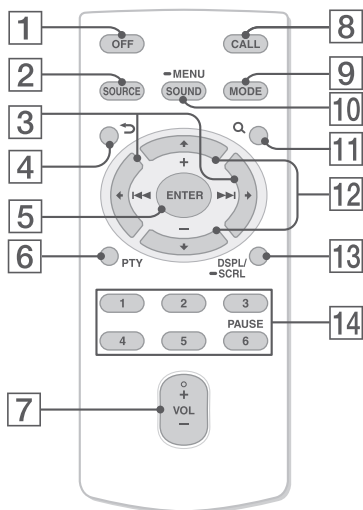 1
8
OFF
CALL
2
– MENU
9
SOURCE
SOUND
MODE
10
3
4
11
+
5
ENTER
12
–
6
PTY
DSPL/
– SCRL
13
1
2
3
PAUSE
14
4
5
6
7
+
VOL
–